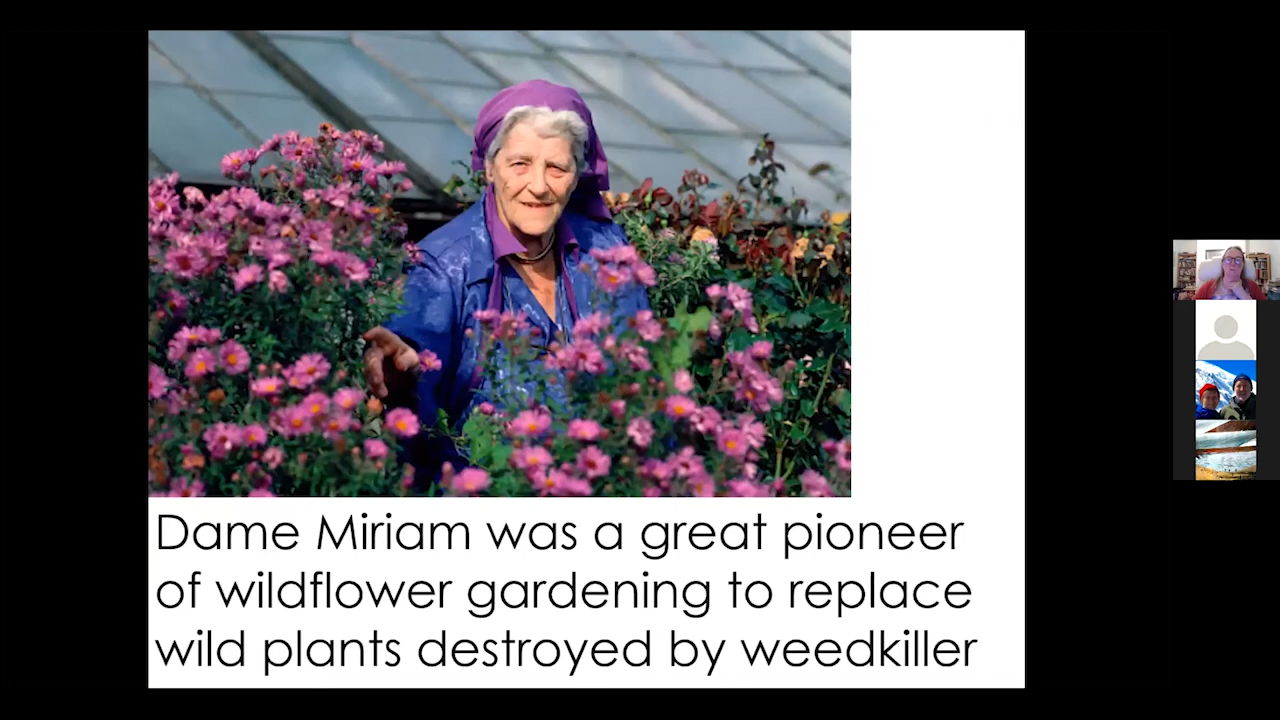 Dame Miriam was a great pioneer
of wildflower gardening to replace
wild plants destroyed by weedkiller